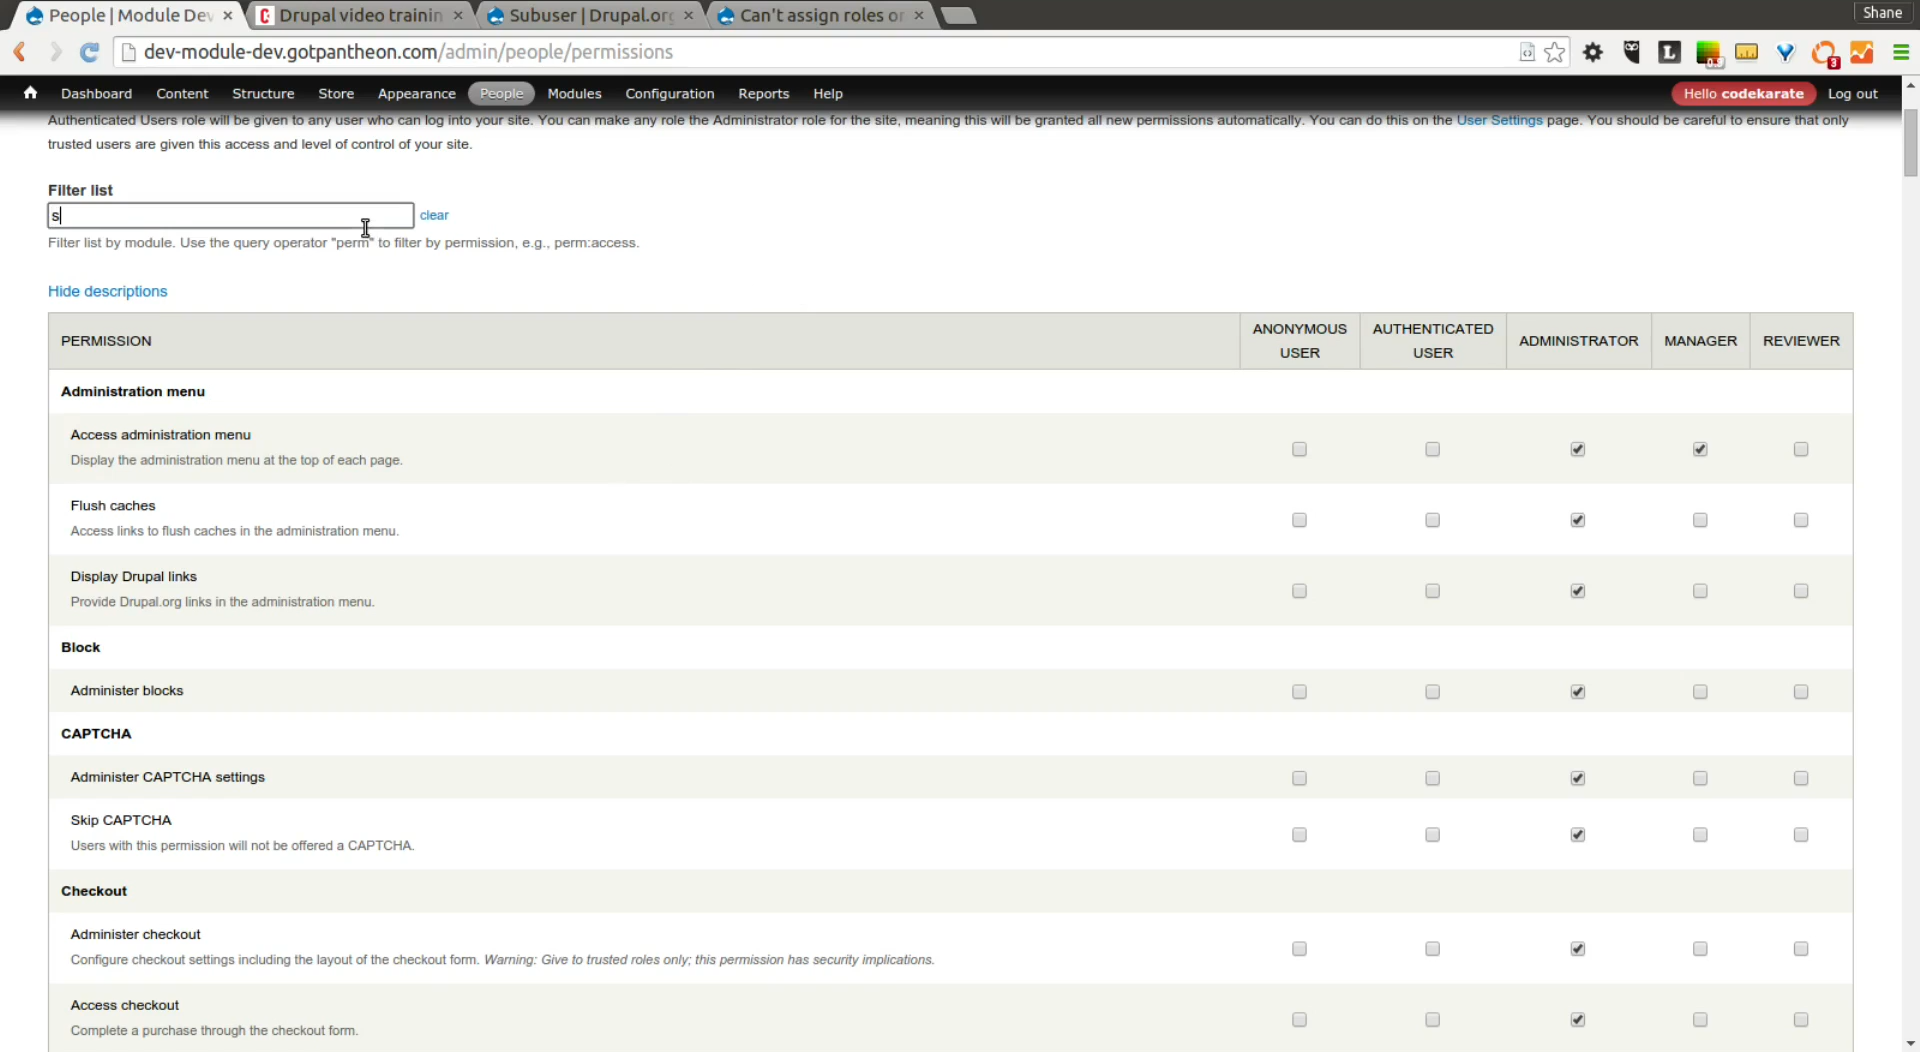 People | Module Dev
Drupal video trainin
Subuser | Drupal.org
Can't assign roles or
Shane
dev-module-dev.gotpantheon.com/admin/people/permissions
L
3
Dashboard Content Structure Store Appearance People Modules Configuration Reports Help
Hello codekarate Log out
Authenticated Users role will be given to any user who can log into your site. You can make any role the Administrator role for the site, meaning this will be granted all new permissions automatically. You can do this on the User Settings page. You should be careful to ensure that only
trusted users are given this access and level of control of your site.
Filter list
s
clear
Filter list by module. Use the query operator "perm" to filter by permission, e.g., perm:access.
Hide descriptions
PERMISSION
ANONYMOUS
USER
AUTHENTICATED
USER
ADMINISTRATOR
MANAGER
REVIEWER
Administration menu
Access administration menu
Display the administration menu at the top of each page.
Flush caches
Access links to flush caches in the administration menu.
Display Drupal links
Provide Drupal.org links in the administration menu.
Block
Administer blocks
CAPTCHA
Administer CAPTCHA settings
Skip CAPTCHA
Users with this permission will not be offered a CAPTCHA.
Checkout
Administer checkout
Configure checkout settings including the layout of the checkout form. Warning: Give to trusted roles only; this permission has security implications.
Access checkout
Complete a purchase through the checkout form.